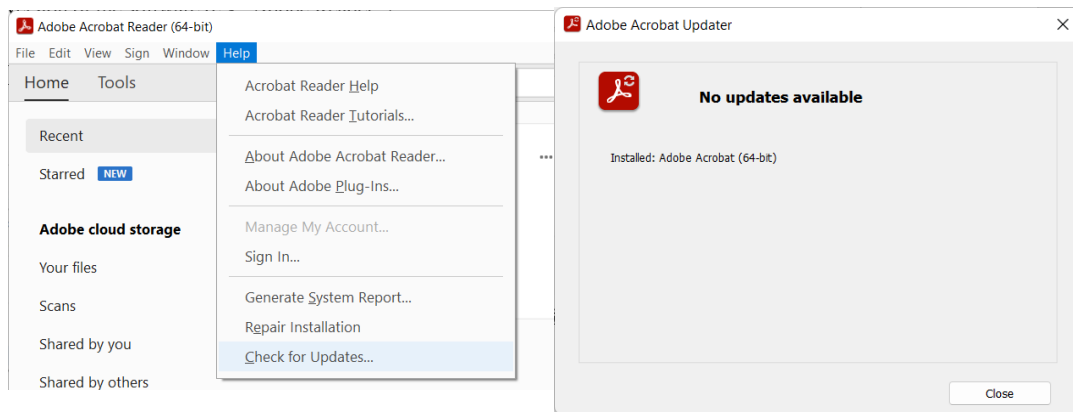 Adobe Acrobat Reader (64-bit)
File Edit View Sign Window Help
Home Tools
Recent
Starred NEW
Adobe cloud storage
Your files
Scans
Shared by you
Shared by others
Acrobat Reader Help
Acrobat Reader Tutorials...
About Adobe Acrobat Reader...
About Adobe Plug-Ins...
Manage My Account...
Sign In...
Generate System Report...
Repair Installation
Check for Updates...
Adobe Acrobat Updater
No updates available
Installed: Adobe Acrobat (64-bit)
Close